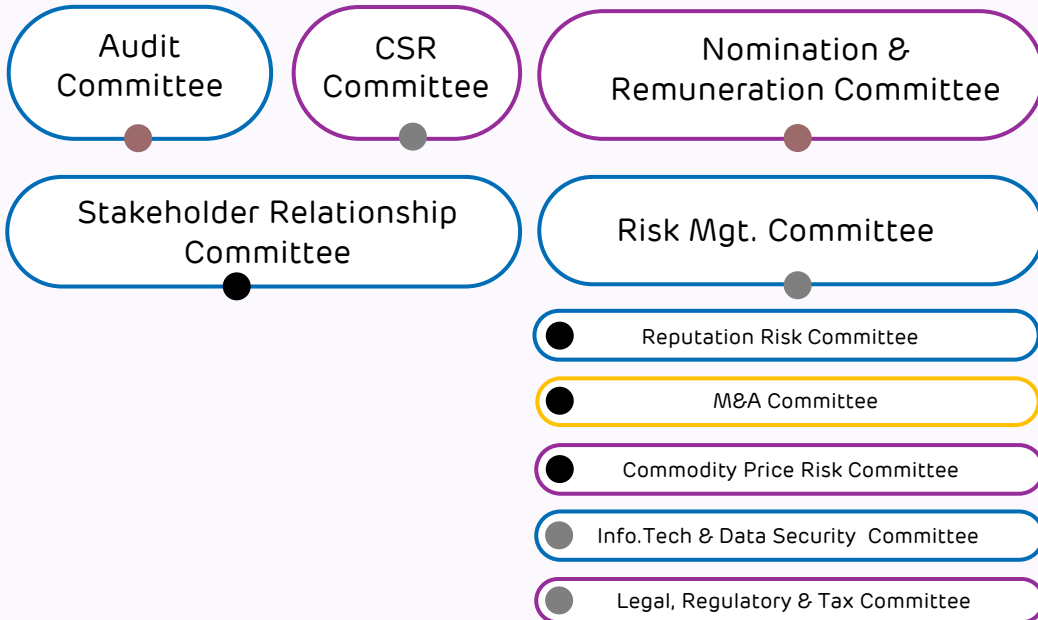 Audit
Committee
CSR
Committee
Nomination &
Remuneration Committee
Stakeholder Relationship
Committee
Risk Mgt. Committee
Reputation Risk Committee
M&A Committee
Commodity Price Risk Committee
Info.Tech & Data Security  Committee
Legal, Regulatory & Tax Committee